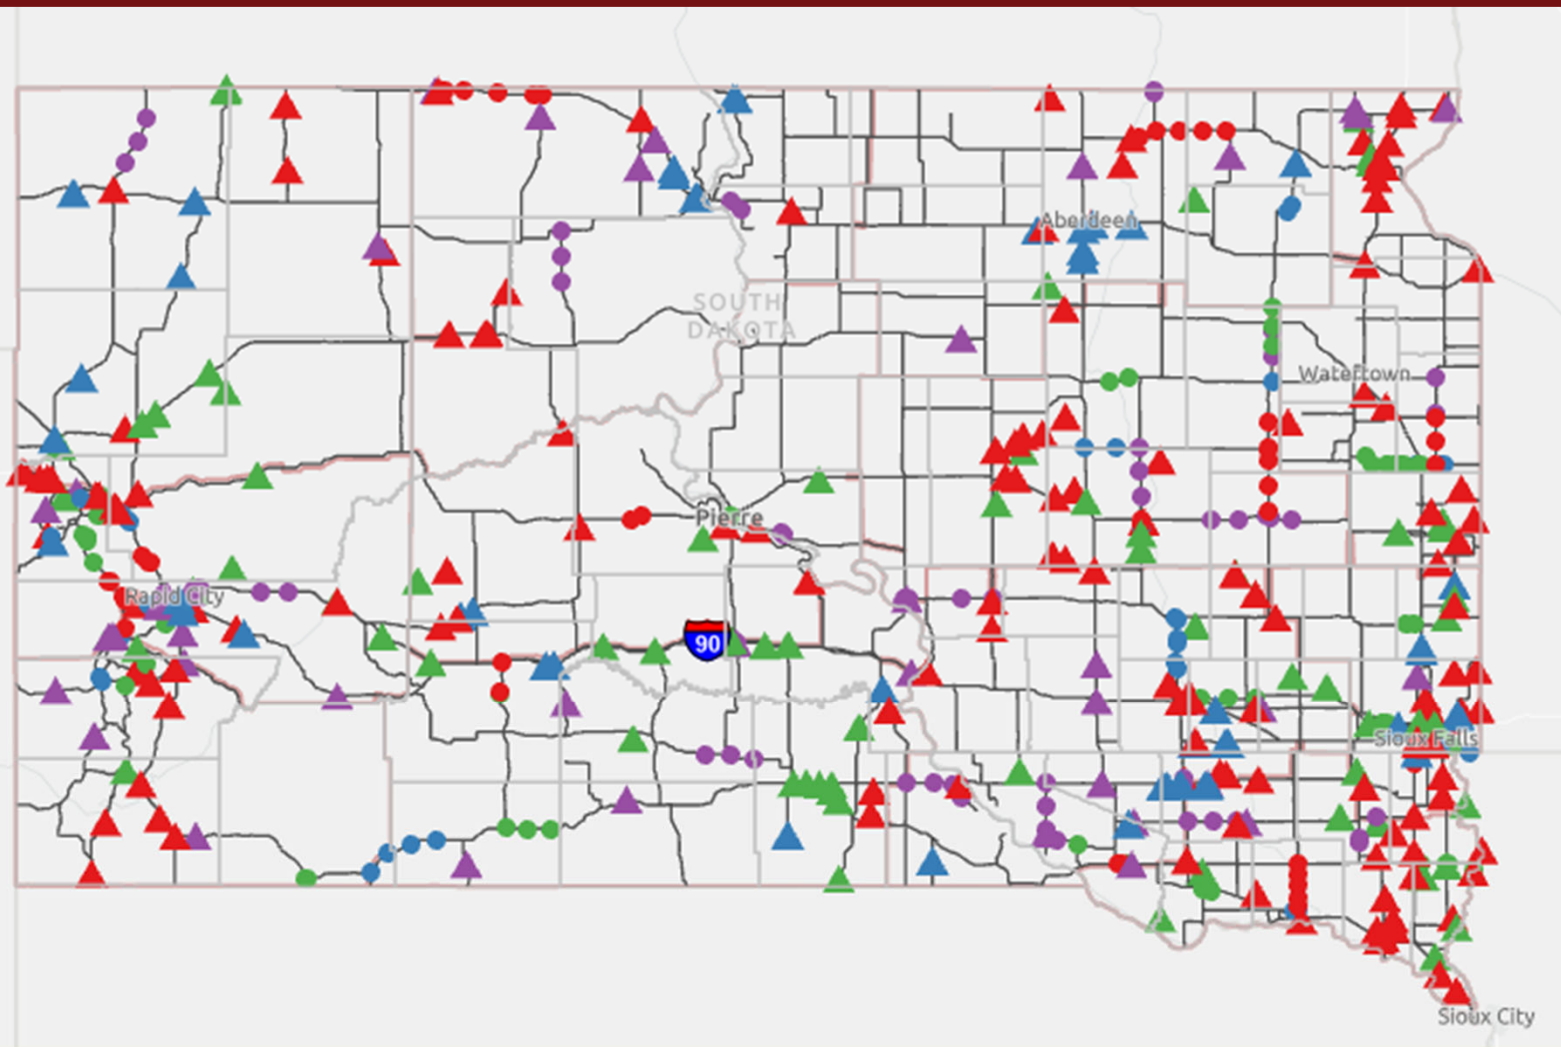 Aberdeen
SOUTH
DAKOTA
Watertown
Pierre
Rapid City
90
Sioux Falls
Sioux City